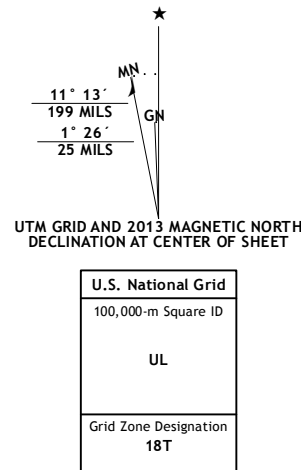 ★
MN
GN
11° 13´
199 MILS
1° 26´
25 MILS
UTM GRID AND 2013 MAGNETIC NORTH
DECLINATION AT CENTER OF SHEET
U.S. National Grid
100,000-m Square ID
UL
Grid Zone Designation
18T